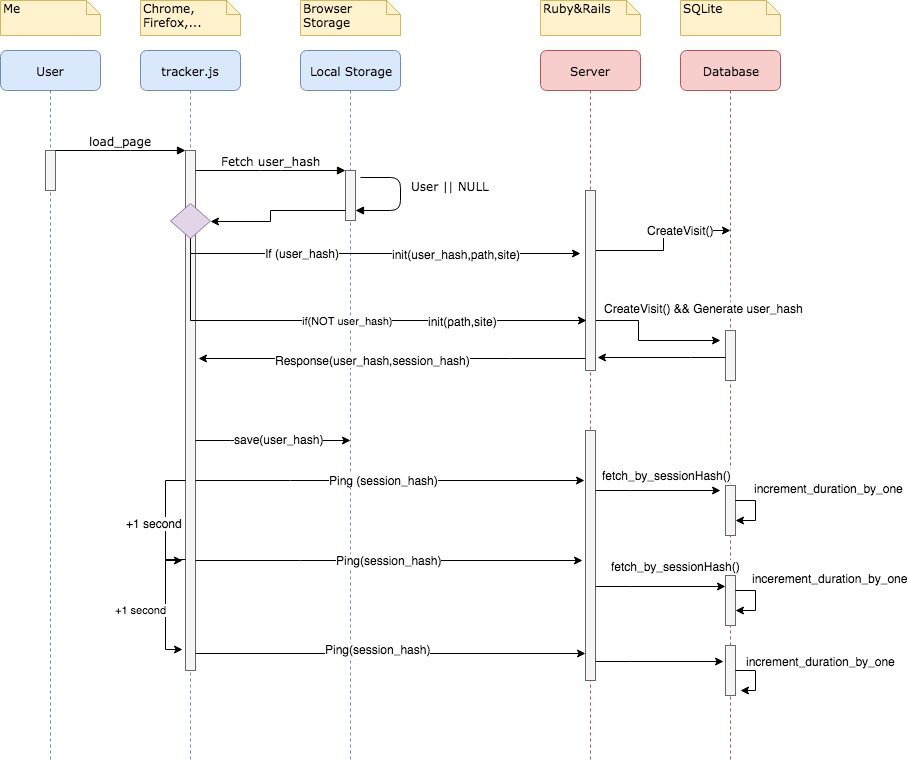 Me
Chrome,
Firefox,...
Browser
Storage
Ruby&Rails
SQLite
User
tracker.js
Local Storage
Server
Database
load_page
Fetch user_hash
User || NULL
CreateVisit()
If (user_hash)
init(user_hash,path,site)
CreateVisit() && Generate user_hash
if(NOT user_hash)
init(path,site)
Response(user_hash,session_hash)
save(user_hash)
Ping (session_hash)
fetch_by_sessionHash()
increment_duration_by_one
+1 second
Ping(session_hash)
fetch_by_sessionHash()
incerement_duration_by_one
+1 second
Ping(session_hash)
increment_duration_by_one